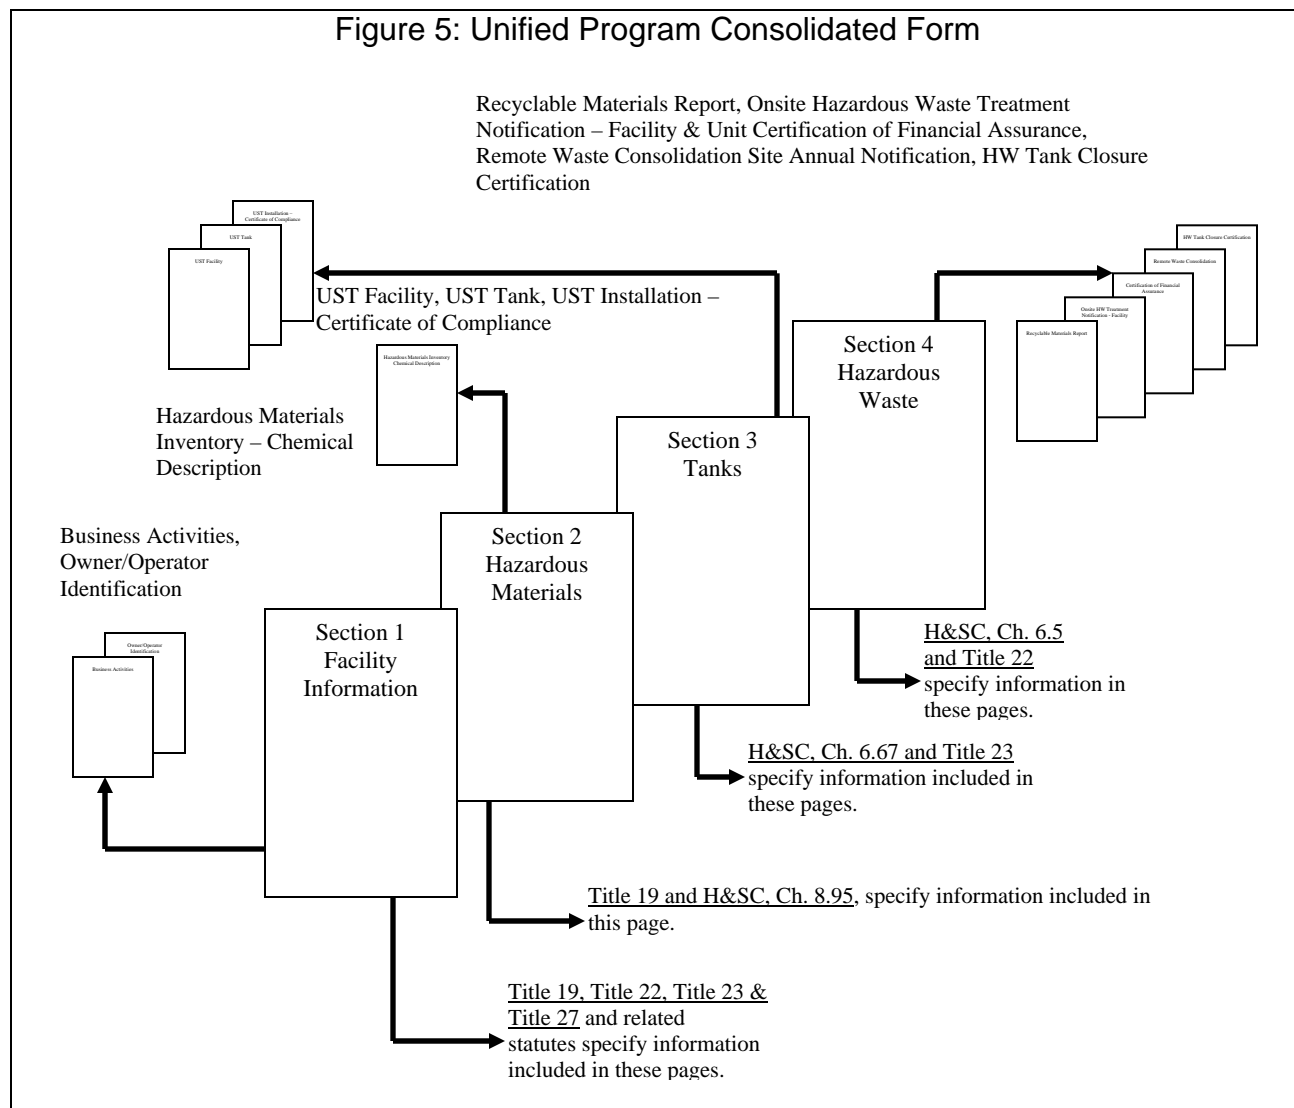 Figure 5: Unified Program Consolidated Form
Recyclable Materials Report, Onsite Hazardous Waste Treatment
Notification – Facility & Unit Certification of Financial Assurance,
Remote Waste Consolidation Site Annual Notification, HW Tank Closure
Certification
UST Installation –
Certificate of Compliance
UST Tank
UST Facility
HW Tank Closure Certification
Remote Waste Consolidation
Certification of Financial
Assurance
Onsite HW Treatment
Notification - Facility
Recyclable Materials Report
UST Facility, UST Tank, UST Installation –
Certificate of Compliance
Hazardous Materials Inventory
Chemical Description
Section 4
Hazardous
Waste
Hazardous Materials
Inventory – Chemical
Description
Section 3
Tanks
Business Activities,
Owner/Operator
Identification
Section 2
Hazardous
Materials
Owner/Operator
Identification
Business Activities
Section 1
Facility
Information
H&SC, Ch. 6.5
and Title 22
specify information in
these pages.
H&SC, Ch. 6.67 and Title 23
specify information included in
these pages.
Title 19 and H&SC, Ch. 8.95, specify information included in
this page.
Title 19, Title 22, Title 23 &
Title 27 and related
statutes specify information
included in these pages.